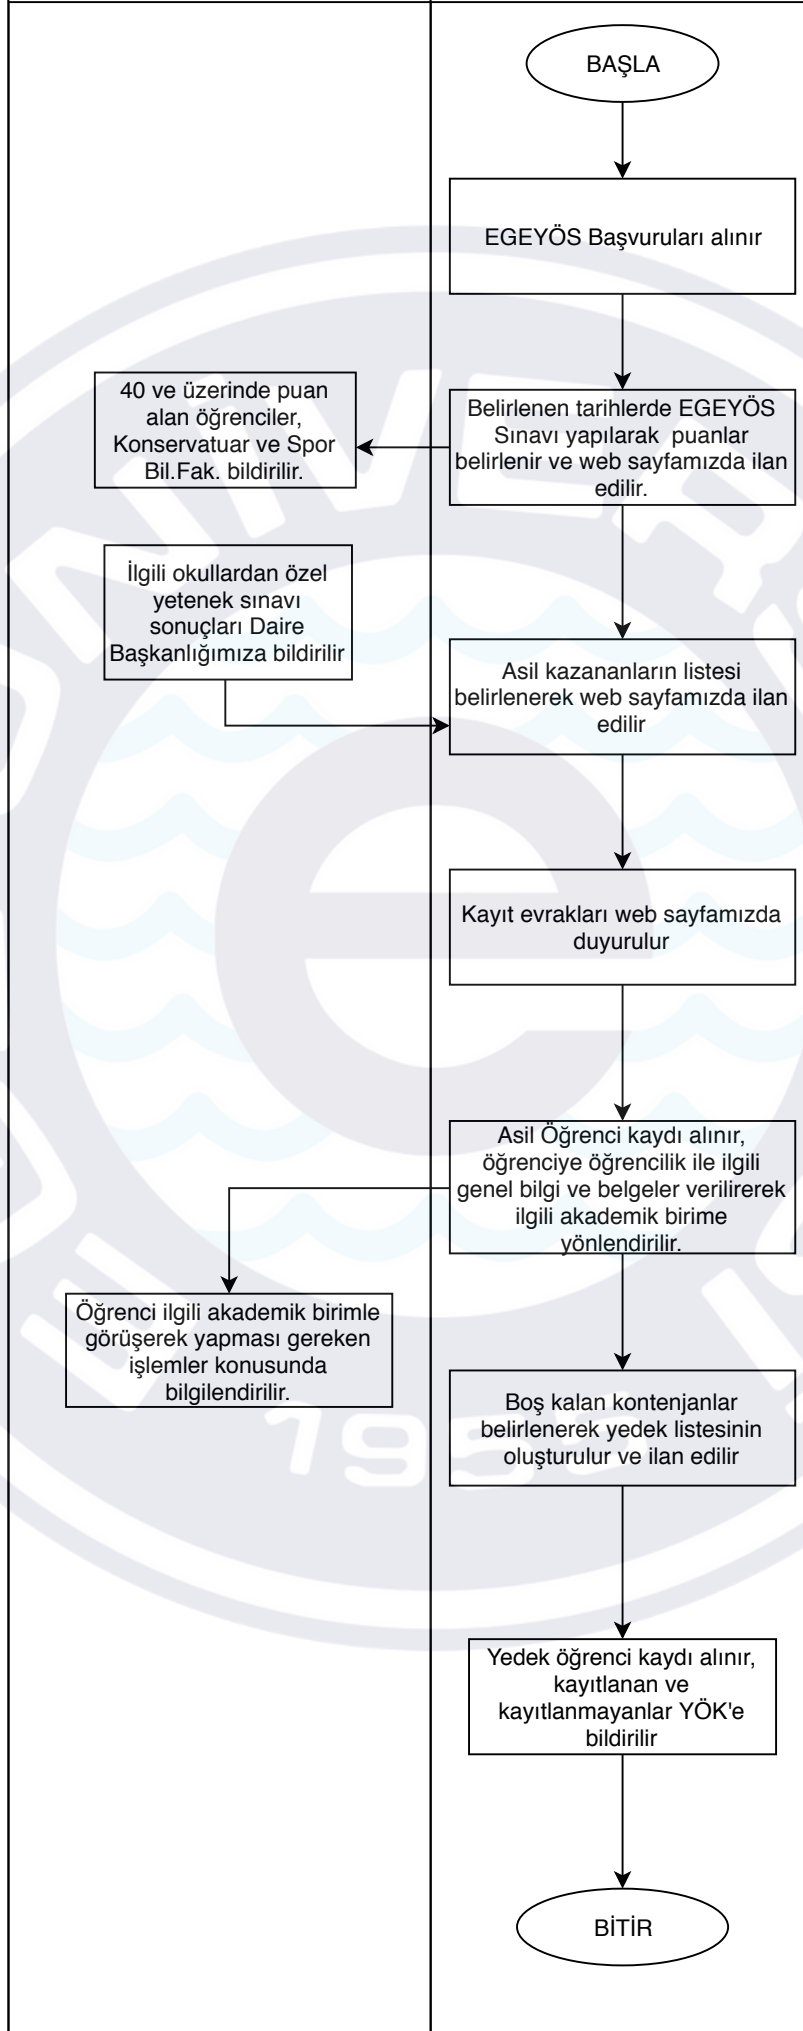 BAŞLA
EGEYÖS Başvuruları alınır
40 ve üzerinde puan
alan öğrenciler,
Konservatuar ve Spor
Bil.Fak. bildirilir.
Belirlenen tarihlerde EGEYÖS
Sınavı yapılarak puanlar
belirlenir ve web sayfamızda ilan
edilir.
İlgili okullardan özel
yetenek sınavı
sonuçları Daire
Başkanlığımıza bildirilir
Asil kazananların listesi
belirlenerek web sayfamızda ilan
edilir
Kayıt evrakları web sayfamızda
duyurulur
Asil Öğrenci kaydı alınır,
öğrenciye öğrencilik ile ilgili
genel bilgi ve belgeler verilirerek
ilgili akademik birime
yönlendirilir.
Öğrenci ilgili akademik birimle
görüşerek yapması gereken
işlemler konusunda
bilgilendirilir.
Boş kalan kontenjanlar
belirlenerek yedek listesinin
oluşturulur ve ilan edilir
1955
Yedek öğrenci kaydı alınır,
kayıtlanan ve
kayıtlanmayanlar YÖK'e
bildirilir
BİTİR